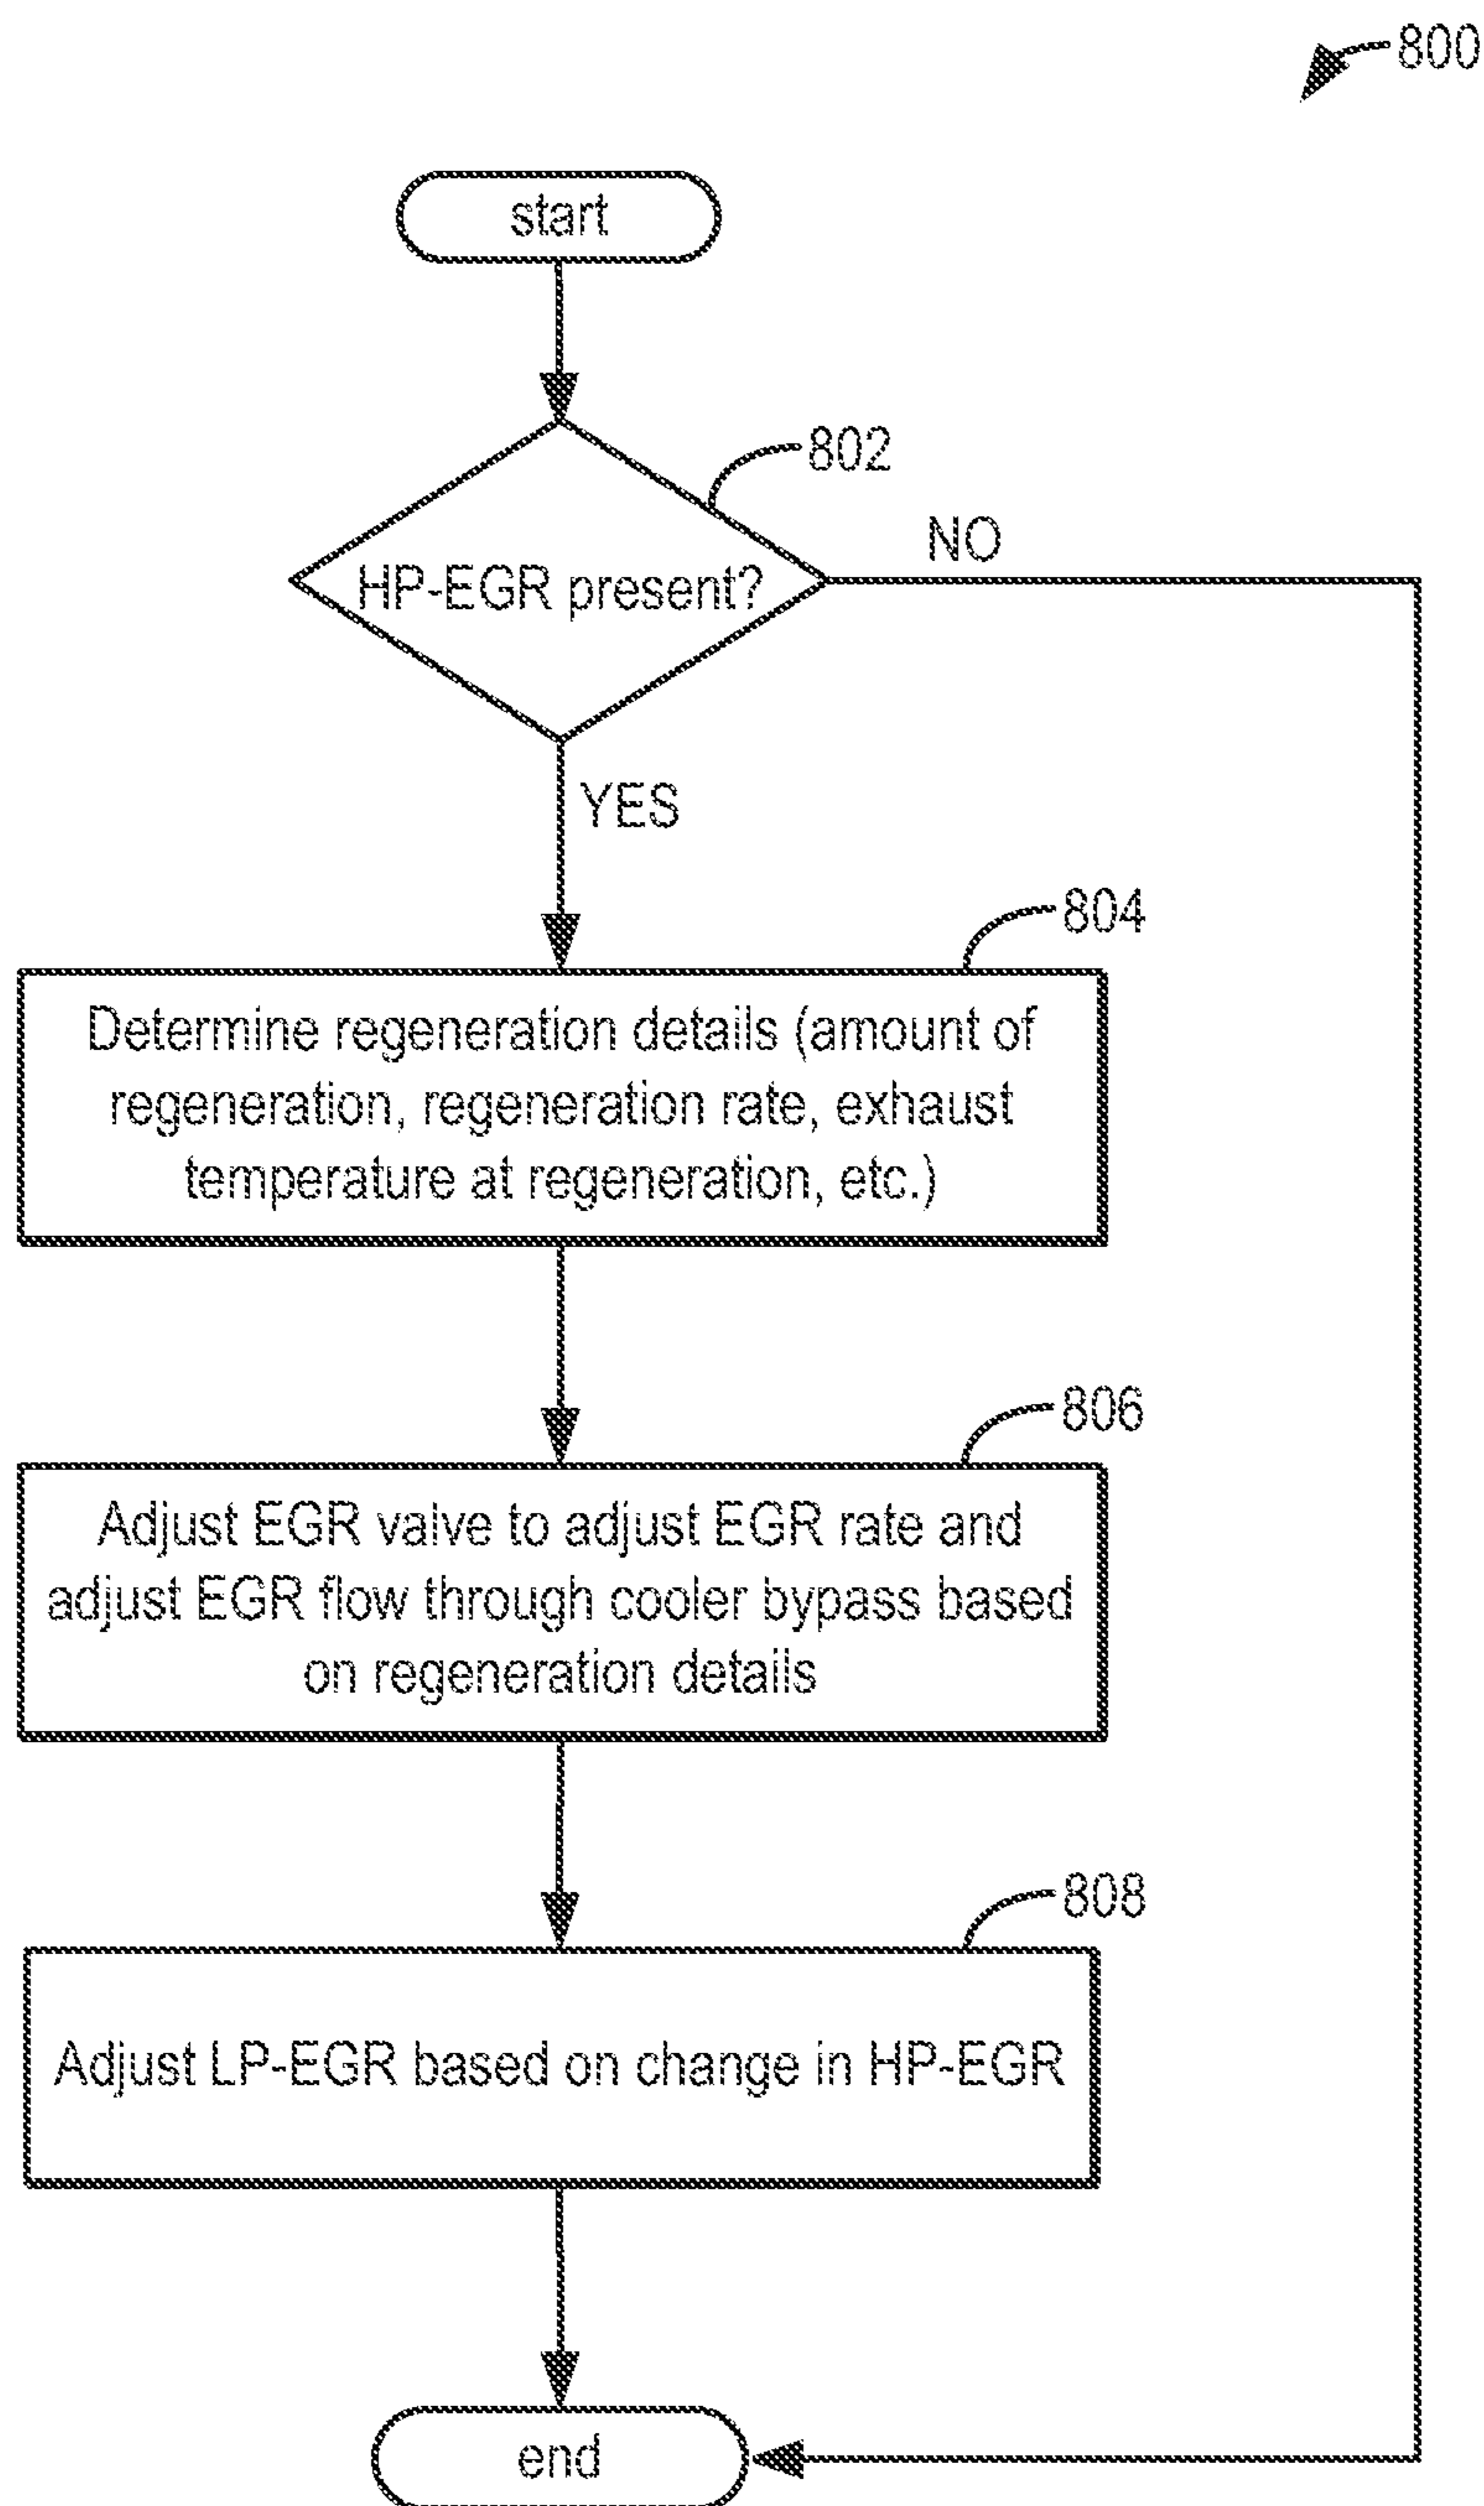 800
start
802
HP-EGR present?
NO
YES
804
Determine regeneration details (amount of
regeneration, regeneration rate, exhaust
temperature at regeneration, etc.)
806
Adjust EGR valve to adjust EGR rate and
adjust EGR flow through cooler bypass based
on regeneration details
808
Adjust LP-EGR based on change in HP-EGR
end